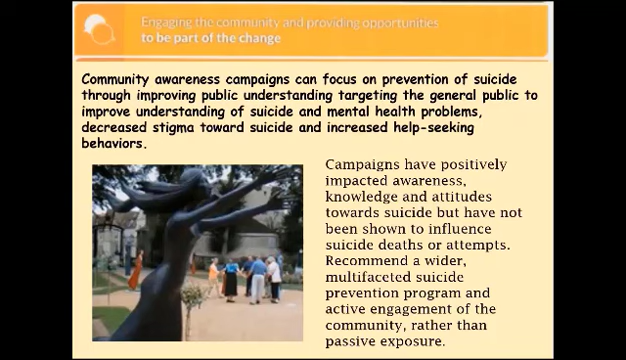 Engaging the community and providing opportunities
to be part of the change
Community awareness campaigns can focus on prevention of suicide
through improving public understanding targeting the general public to
improve understanding of suicide and mental health problems,
decreased stigma toward suicide and increased help-seeking
behaviors.
Campaigns have positively
impacted awareness,
knowledge and attitudes
towards suicide but have not
been shown to influence
suicide deaths or attempts.
Recommend a wider,
multifaceted suicide
prevention program and
active engagement of the
community, rather than
passive exposure.